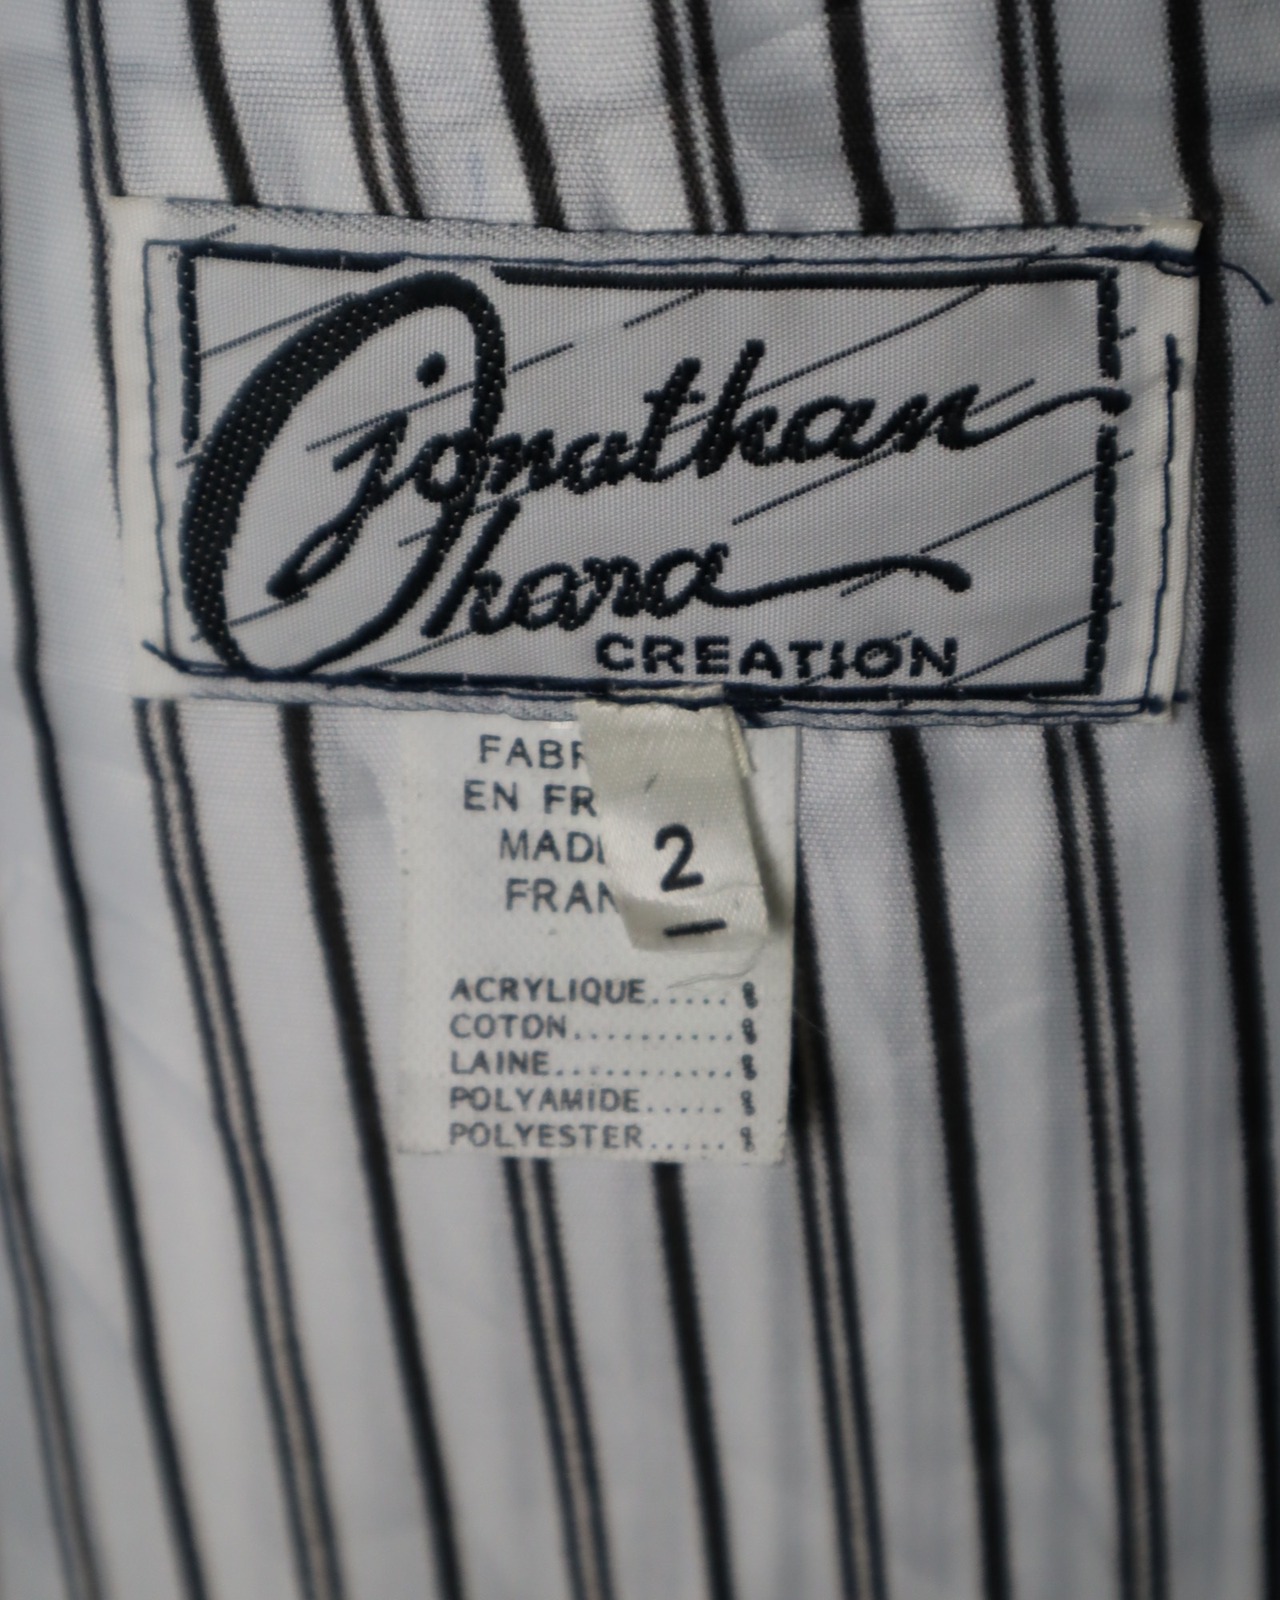 Jonathan
Ohana
CREATION
FABR
EN FR
MADE
FRAN
2
ACRYLIQUE.....%
COTON..........%
LAINE...........%
POLYAMIDE.....%
POLYESTER.....%